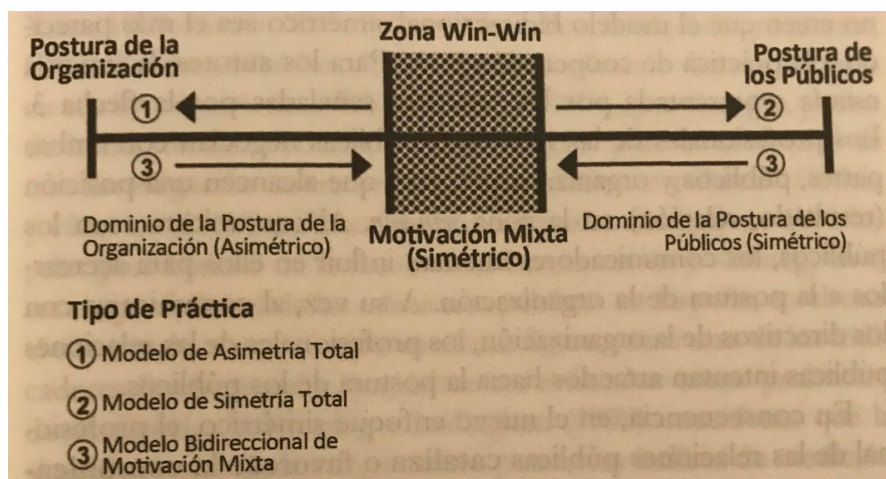 Postura de la
Organización
Zona Win-Win
Postura de
los Públicos
1
2
3
3
Dominio de la Postura de la
Organización (Asimétrico)
Motivación Mixta
(Simétrico)
Dominio de la Postura de los
Públicos (Simétrico)
Tipo de Práctica
1 Modelo de Asimetría Total
2 Modelo de Simetría Total
3 Modelo Bidireccional de
Motivación Mixta